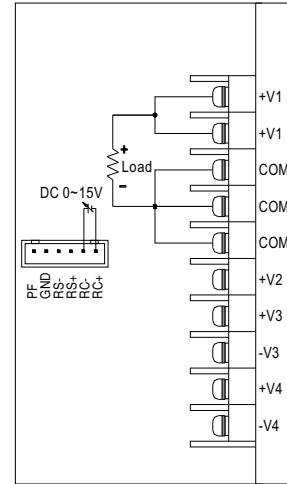 +V1
+V1
+
Load
-
COM
COM
COM
DC 0~15V
PF
GND
RS-
RS+
RC-
RC+
+V2
+V3
-V3
+V4
-V4